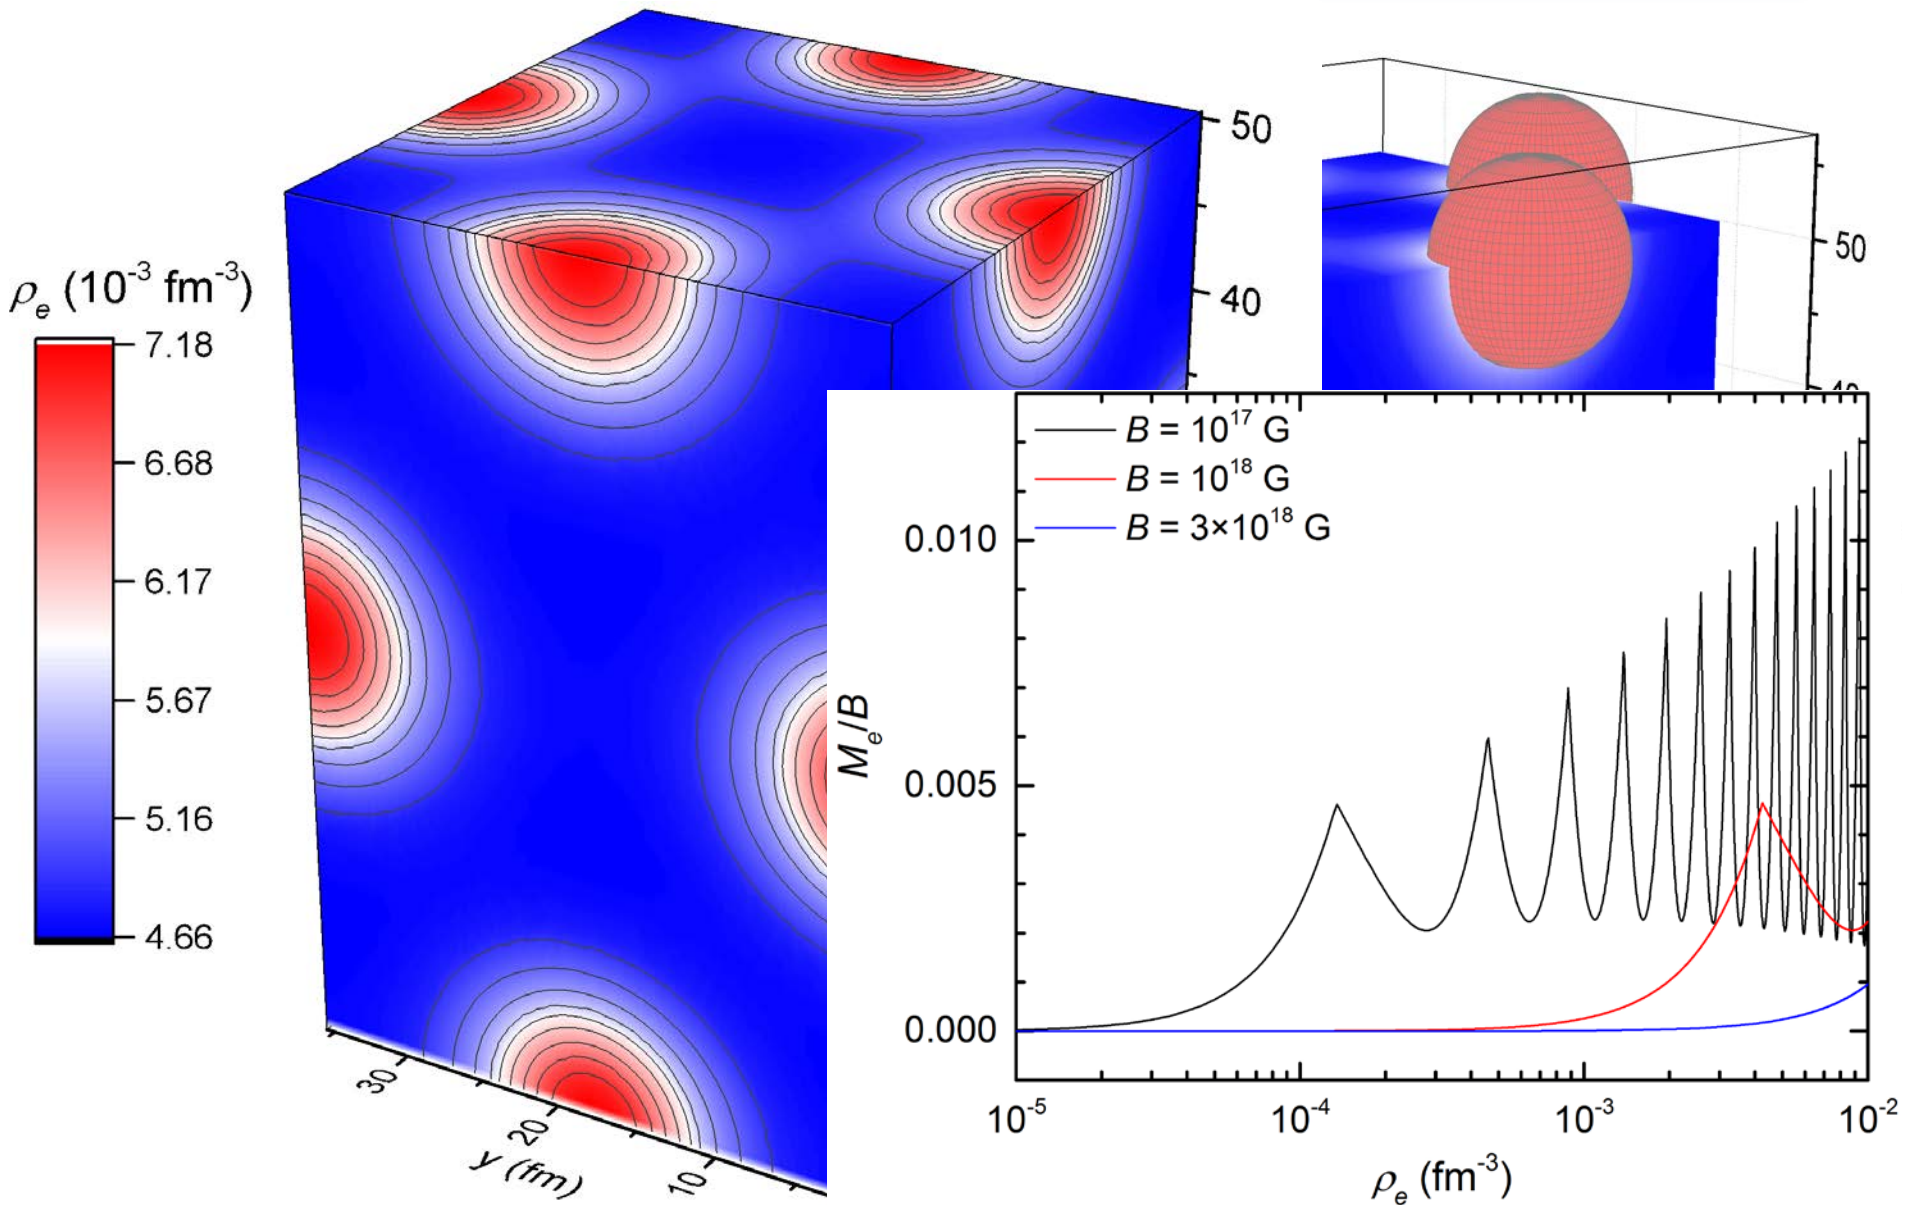 ρₑ (10⁻³ fm⁻³)
7.18
6.68
6.17
5.67
5.16
4.66
50
40
30
20
10
y (fm)
50
B = 10¹⁷ G
B = 10¹⁸ G
B = 3×10¹⁸ G
0.010
0.005
0.000
Mₑ/B
10⁻⁵
10⁻⁴
10⁻³
10⁻²
ρₑ (fm⁻³)